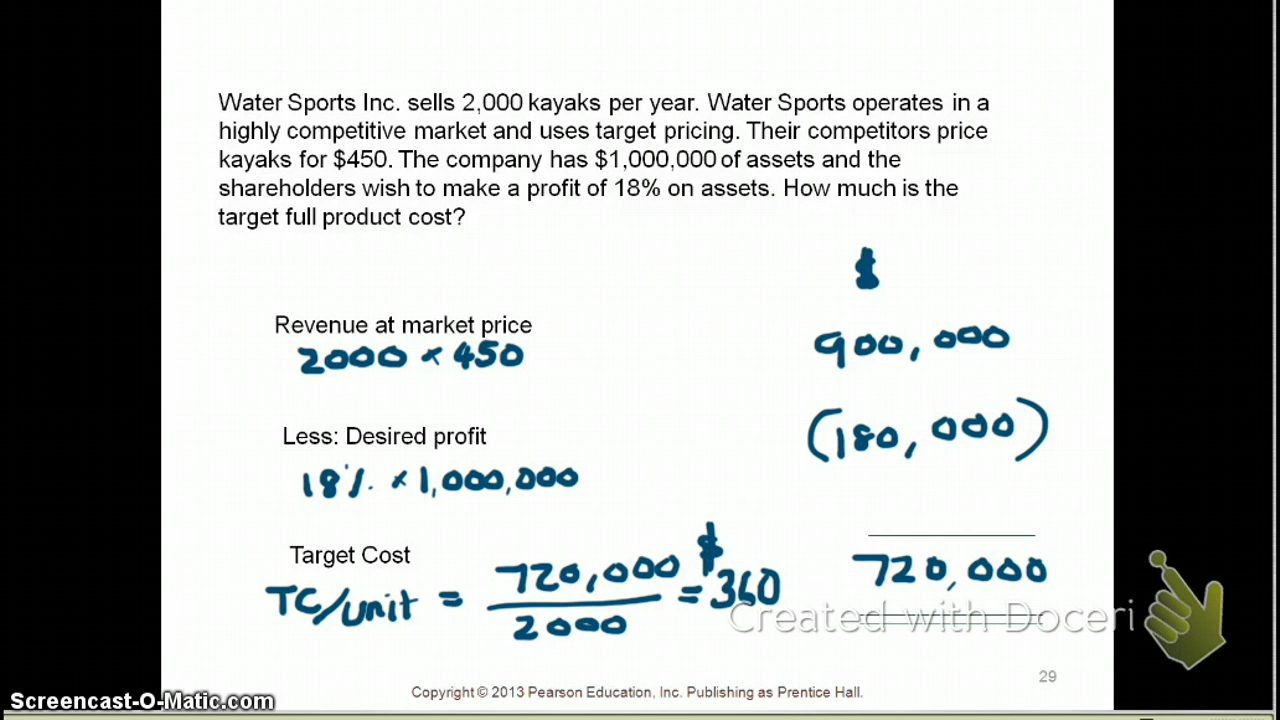 Water Sports Inc. sells 2,000 kayaks per year. Water Sports operates in a
highly competitive market and uses target pricing. Their competitors price
kayaks for $450. The company has $1,000,000 of assets and the
shareholders wish to make a profit of 18% on assets. How much is the
target full product cost?
$
Revenue at market price
900,000
2000 × 450
Less: Desired profit
(180,000)
18% × 1,000,000
Target Cost
720,000
TC/unit = 720,000 = $360
2000
Created with Doceri
29
Copyright © 2013 Pearson Education, Inc. Publishing as Prentice Hall.
Screencast-O-Matic.com